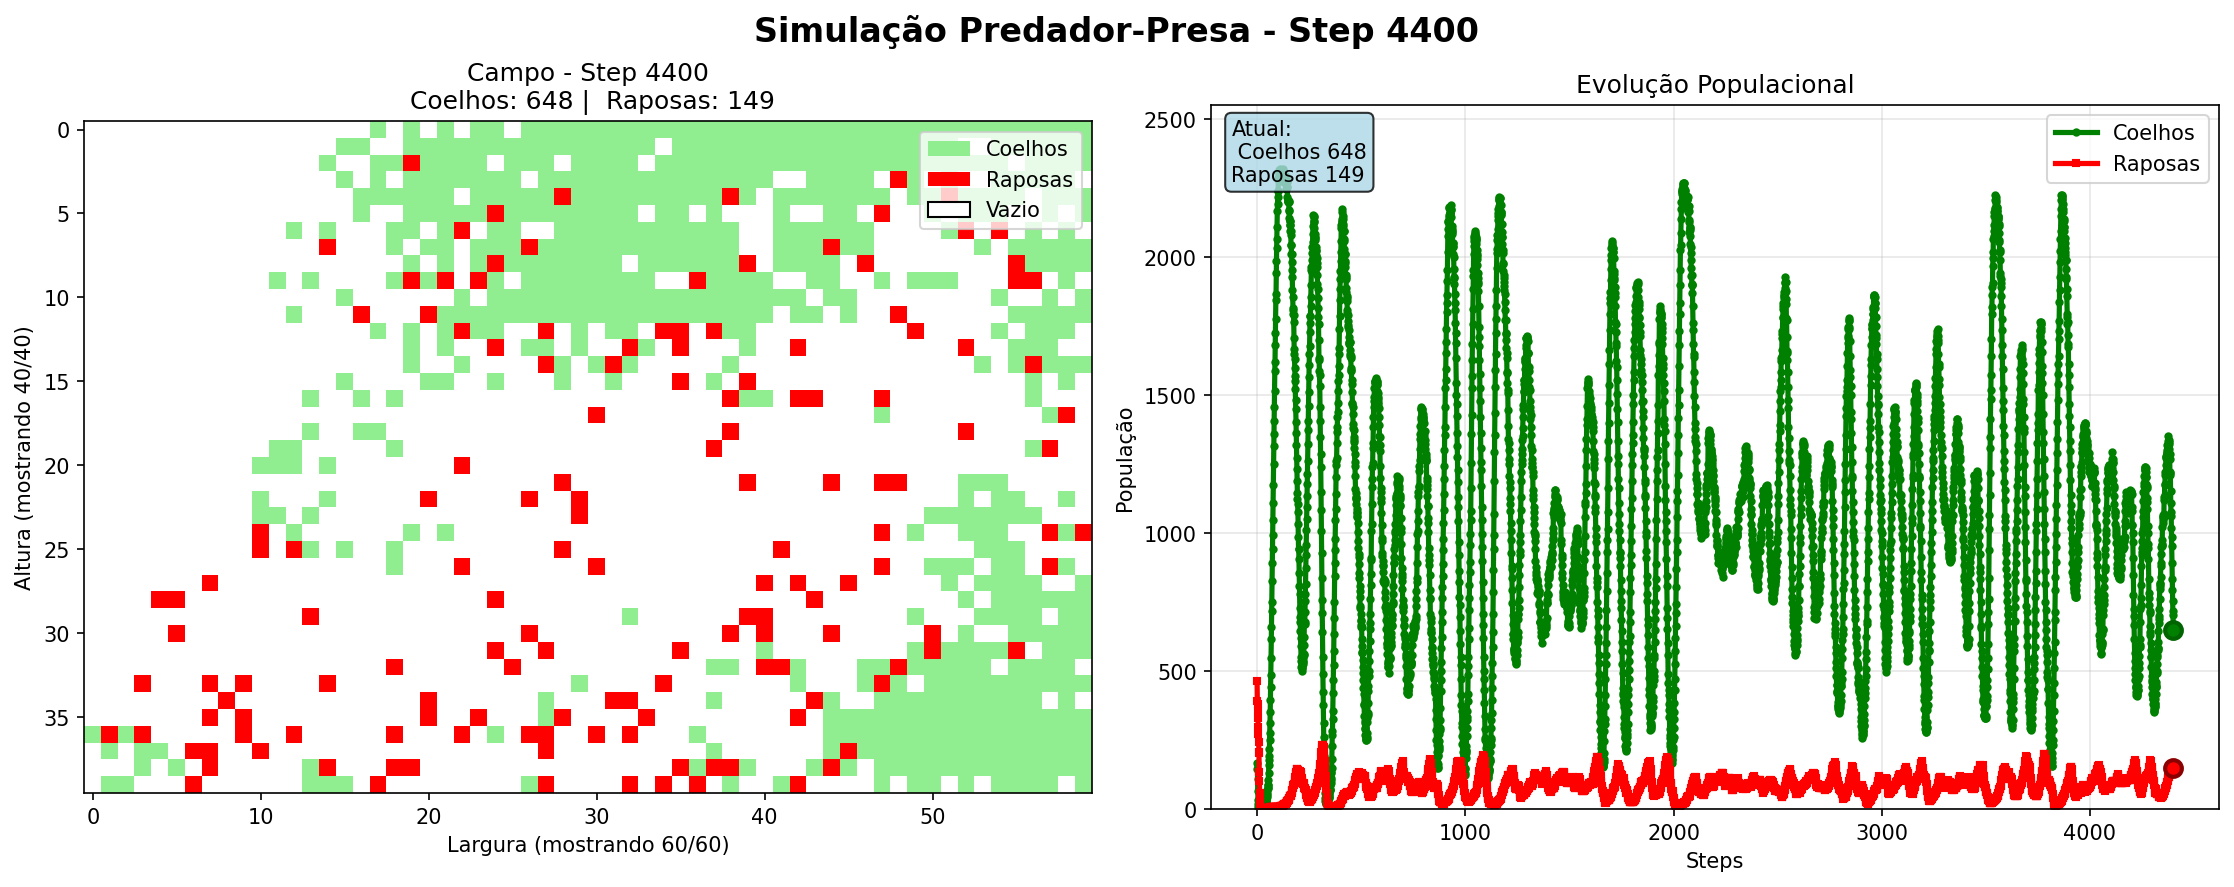 Simulação Predador-Presa - Step 4400
Campo - Step 4400
Coelhos: 648 |  Raposas: 149
Coelhos
Raposas
Vazio
0
5
10
15
20
25
30
35
Altura (mostrando 40/40)
0
10
20
30
40
50
Largura (mostrando 60/60)
Evolução Populacional
Atual:
Coelhos 648
Raposas 149
Coelhos
Raposas
2500
2000
1500
1000
500
0
População
0
1000
2000
3000
4000
Steps